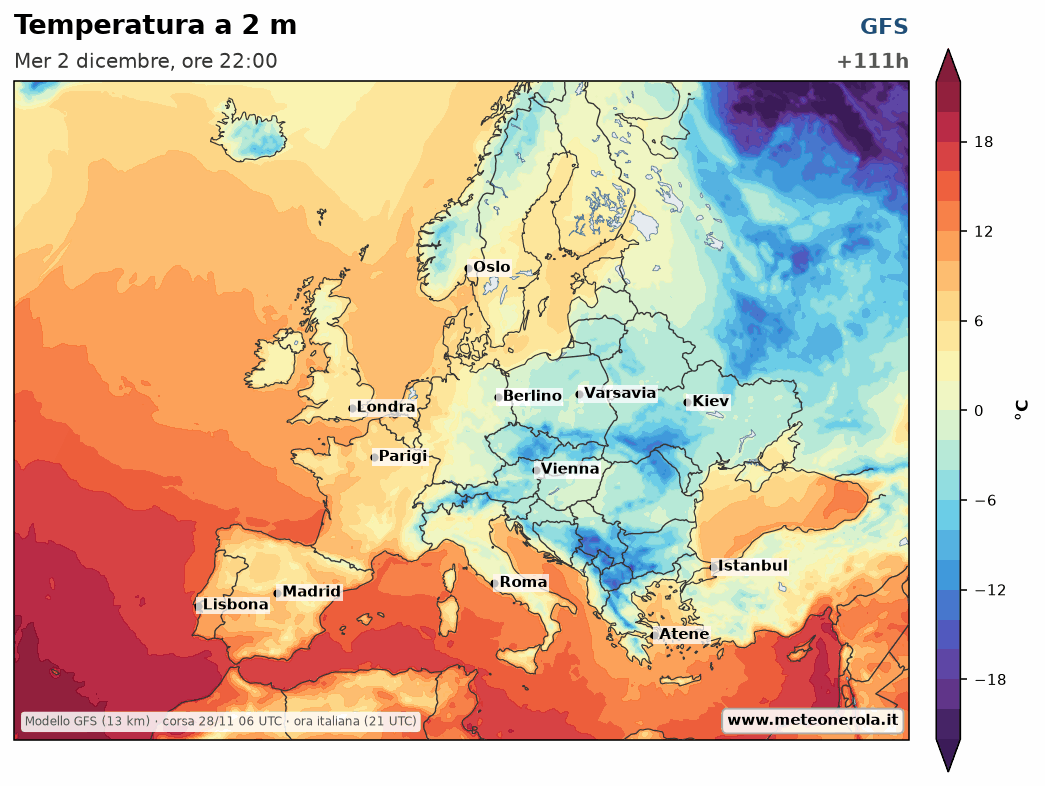 Temperatura a 2 m
GFS
Mer 2 dicembre, ore 22:00
+111h
18
12
6
0
−6
−12
−18
°C
Oslo
Londra
Berlino
Varsavia
Kiev
Parigi
Vienna
Istanbul
Roma
Madrid
Lisbona
Atene
Modello GFS (13 km) · corsa 28/11 06 UTC · ora italiana (21 UTC)
www.meteonerola.it